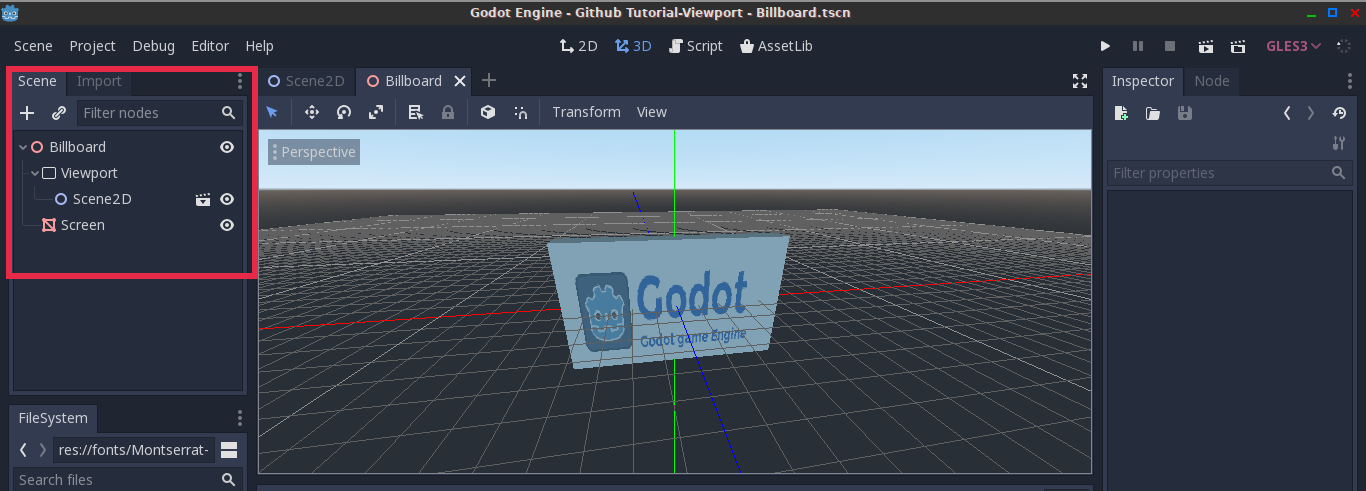 Godot Engine - Github Tutorial-Viewport - Billboard.tscn
Scene Project Debug Editor Help 2D 3D Script AssetLib GLES3
Scene Import
Filter nodes
Billboard
Viewport
Scene2D
Screen
FileSystem
res://fonts/Montserrat-
Search files
Scene2D Billboard
Transform View
Perspective
Godot
Godot game Engine
Inspector Node
Filter properties